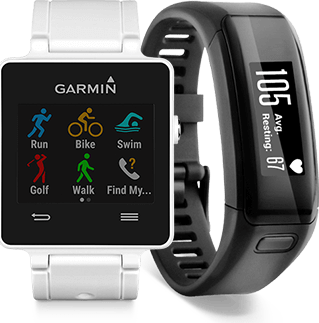 GARMIN
Run Bike Swim
Golf Walk Find My...
105 Avg.
Resting: 67